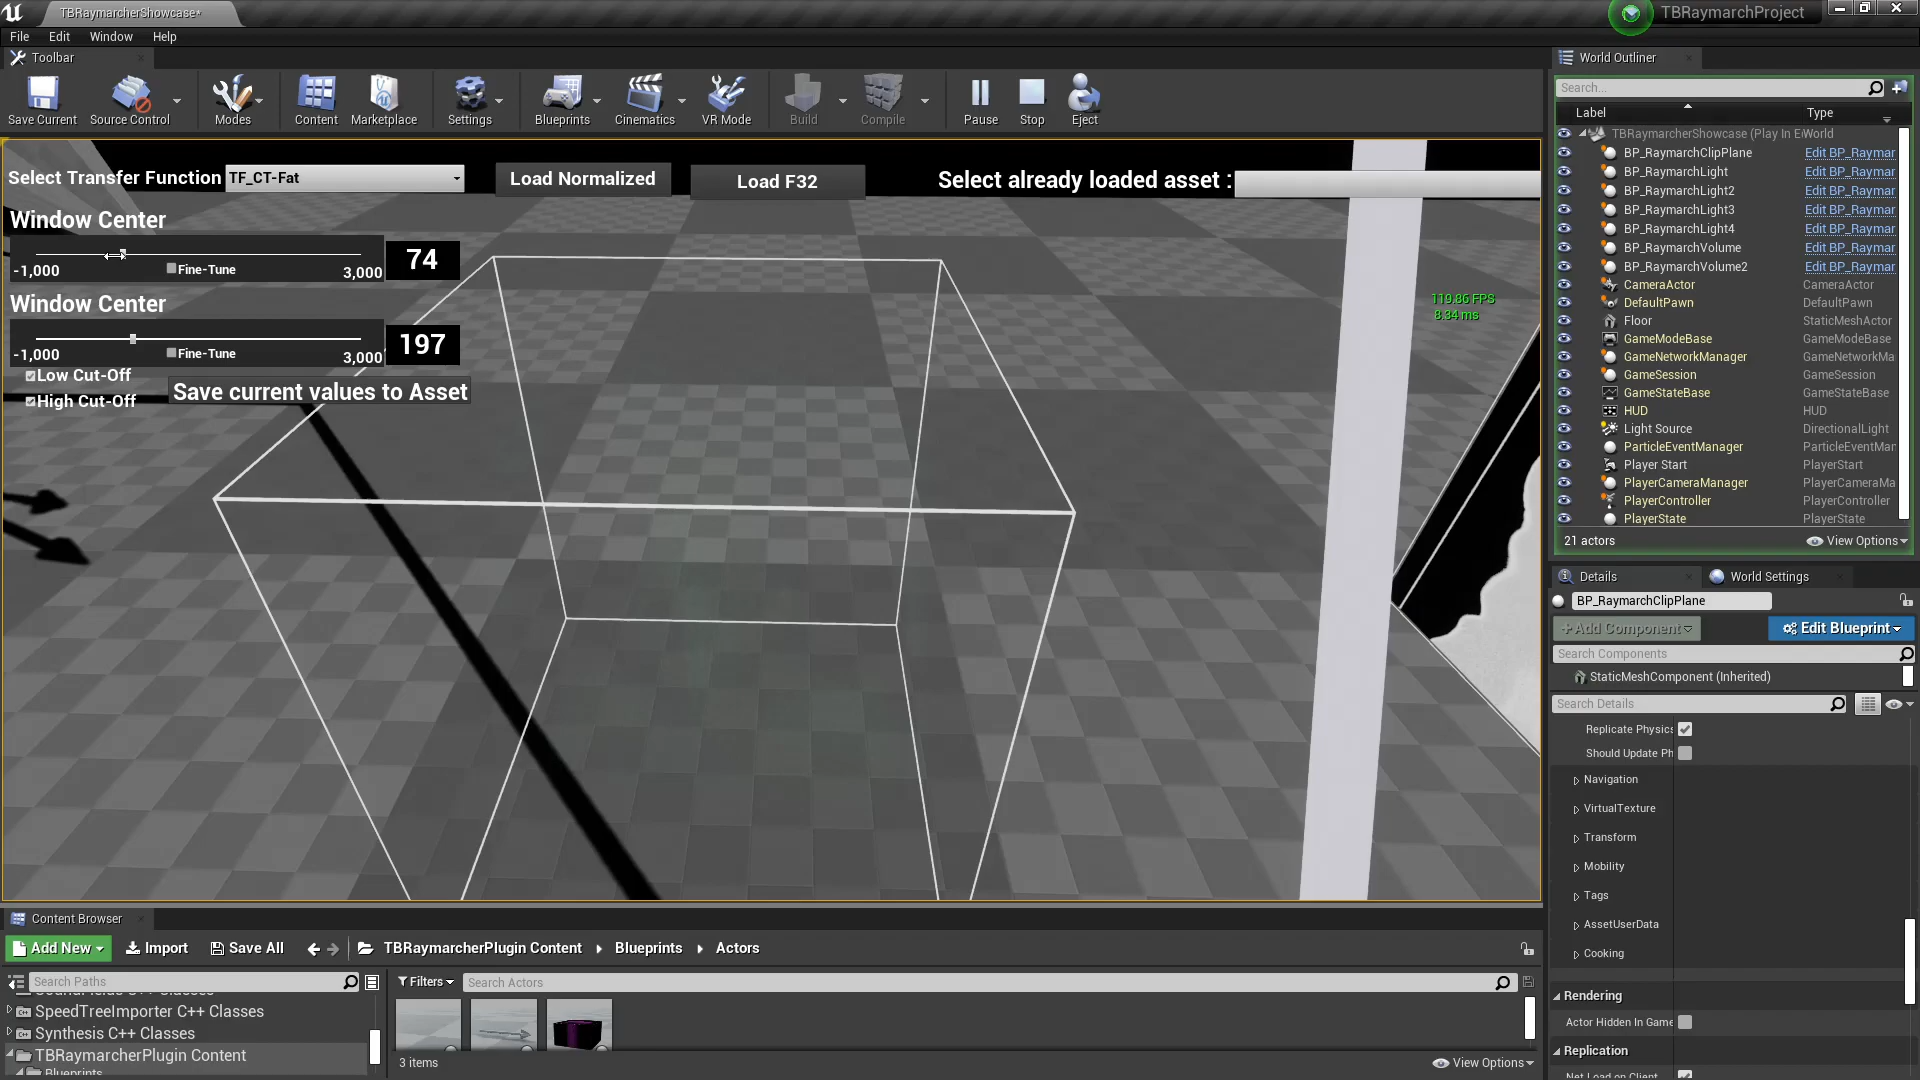 TBRaymarcherShowcase*
TBRaymarchProject
File Edit Window Help
Toolbar
Save Current
Source Control
Modes
Content
Marketplace
Settings
Blueprints
Cinematics
VR Mode
Build
Compile
Pause
Stop
Eject
Select Transfer Function TF_CT-Fat
Load Normalized
Load F32
Select already loaded asset :
Window Center
-1,000 Fine-Tune 3,000 74
Window Center
-1,000 Fine-Tune 3,000 197
Low Cut-Off
High Cut-Off
Save current values to Asset
119.86 FPS
8.34 ms
World Outliner
Search...
Label Type
TBRaymarcherShowcase (Play In E World
BP_RaymarchClipPlane Edit BP_Raymar
BP_RaymarchLight Edit BP_Raymar
BP_RaymarchLight2 Edit BP_Raymar
BP_RaymarchLight3 Edit BP_Raymar
BP_RaymarchLight4 Edit BP_Raymar
BP_RaymarchVolume Edit BP_Raymar
BP_RaymarchVolume2 Edit BP_Raymar
CameraActor CameraActor
DefaultPawn DefaultPawn
Floor StaticMeshActor
GameModeBase GameModeBase
GameNetworkManager GameNetworkMa
GameSession GameSession
GameStateBase GameStateBase
HUD HUD
Light Source DirectionalLight
ParticleEventManager ParticleEventMar
Player Start PlayerStart
PlayerCameraManager PlayerCameraMa
PlayerController PlayerController
PlayerState PlayerState
21 actors View Options
Details World Settings
BP_RaymarchClipPlane
+Add Component Edit Blueprint
Search Components
StaticMeshComponent (Inherited)
Search Details
Replicate Physics
Should Update Ph
Navigation
VirtualTexture
Transform
Mobility
Tags
AssetUserData
Cooking
Rendering
Actor Hidden In Game
Replication
Net Load on Client
Content Browser
Add New Import Save All TBRaymarcherPlugin Content Blueprints Actors
Search Paths
Filters Search Actors
SoundFields C++ Classes
SpeedTreeImporter C++ Classes
Synthesis C++ Classes
TBRaymarcherPlugin Content
Blueprints
3 items View Options